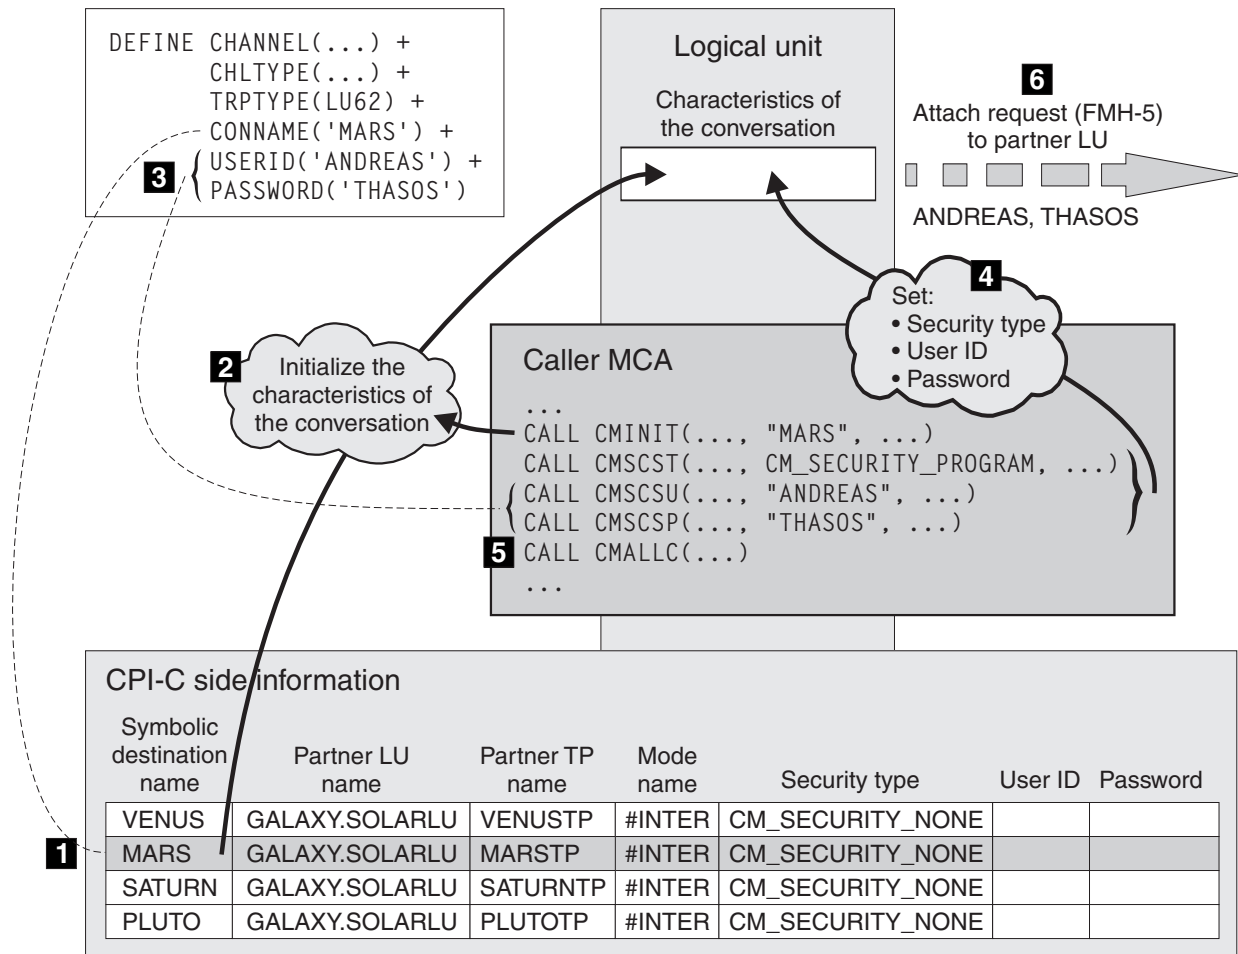 DEFINE CHANNEL(...) +
CHLTYPE(...) +
TRPTYPE(LU62) +
CONNAME('MARS') +
3
USERID('ANDREAS') +
PASSWORD('THASOS')
Logical unit
Characteristics of
the conversation
6
Attach request (FMH-5)
to partner LU
ANDREAS, THASOS
4
Set:
• Security type
• User ID
• Password
2
Initialize the
characteristics of
the conversation
Caller MCA
...
CALL CMINIT(..., "MARS", ...)
CALL CMSCST(..., CM_SECURITY_PROGRAM, ...)
CALL CMSCSU(..., "ANDREAS", ...)
CALL CMSCSP(..., "THASOS", ...)
5 CALL CMALLC(...)
...
CPI-C side information
Symbolic destination name Partner LU name Partner TP name Mode name Security type User ID Password
VENUS GALAXY.SOLARLU VENUSTP #INTER CM_SECURITY_NONE
1 MARS GALAXY.SOLARLU MARSTP #INTER CM_SECURITY_NONE
SATURN GALAXY.SOLARLU SATURNTP #INTER CM_SECURITY_NONE
PLUTO GALAXY.SOLARLU PLUTOTP #INTER CM_SECURITY_NONE